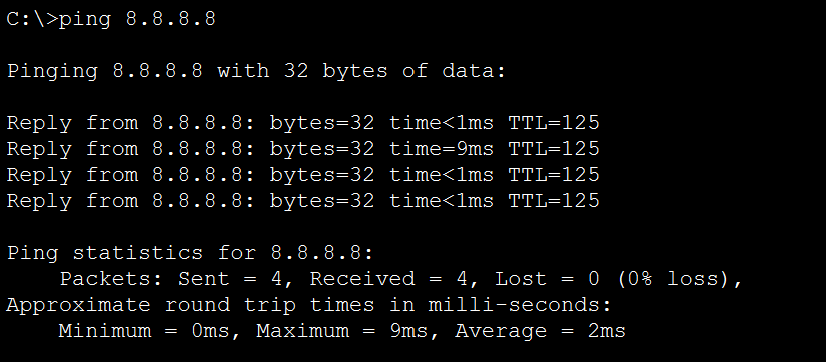 C:\>ping 8.8.8.8
Pinging 8.8.8.8 with 32 bytes of data:
Reply from 8.8.8.8: bytes=32 time<1ms TTL=125
Reply from 8.8.8.8: bytes=32 time=9ms TTL=125
Reply from 8.8.8.8: bytes=32 time<1ms TTL=125
Reply from 8.8.8.8: bytes=32 time<1ms TTL=125
Ping statistics for 8.8.8.8:
    Packets: Sent = 4, Received = 4, Lost = 0 (0% loss),
Approximate round trip times in milli-seconds:
    Minimum = 0ms, Maximum = 9ms, Average = 2ms